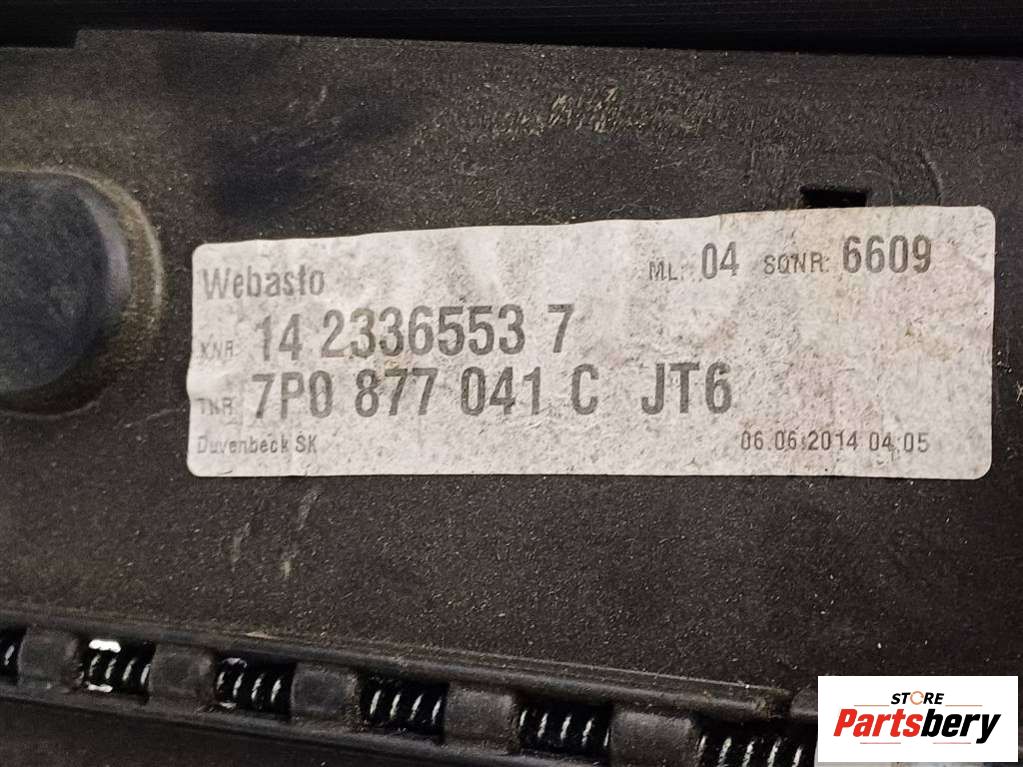 Webasto ML: 04 SQNR: 6609
KNR: 14 2336553 7
TNR: 7P0 877 041 C JT6
Duvenbeck SK 06.06.2014 04:05
STORE
Partsbery